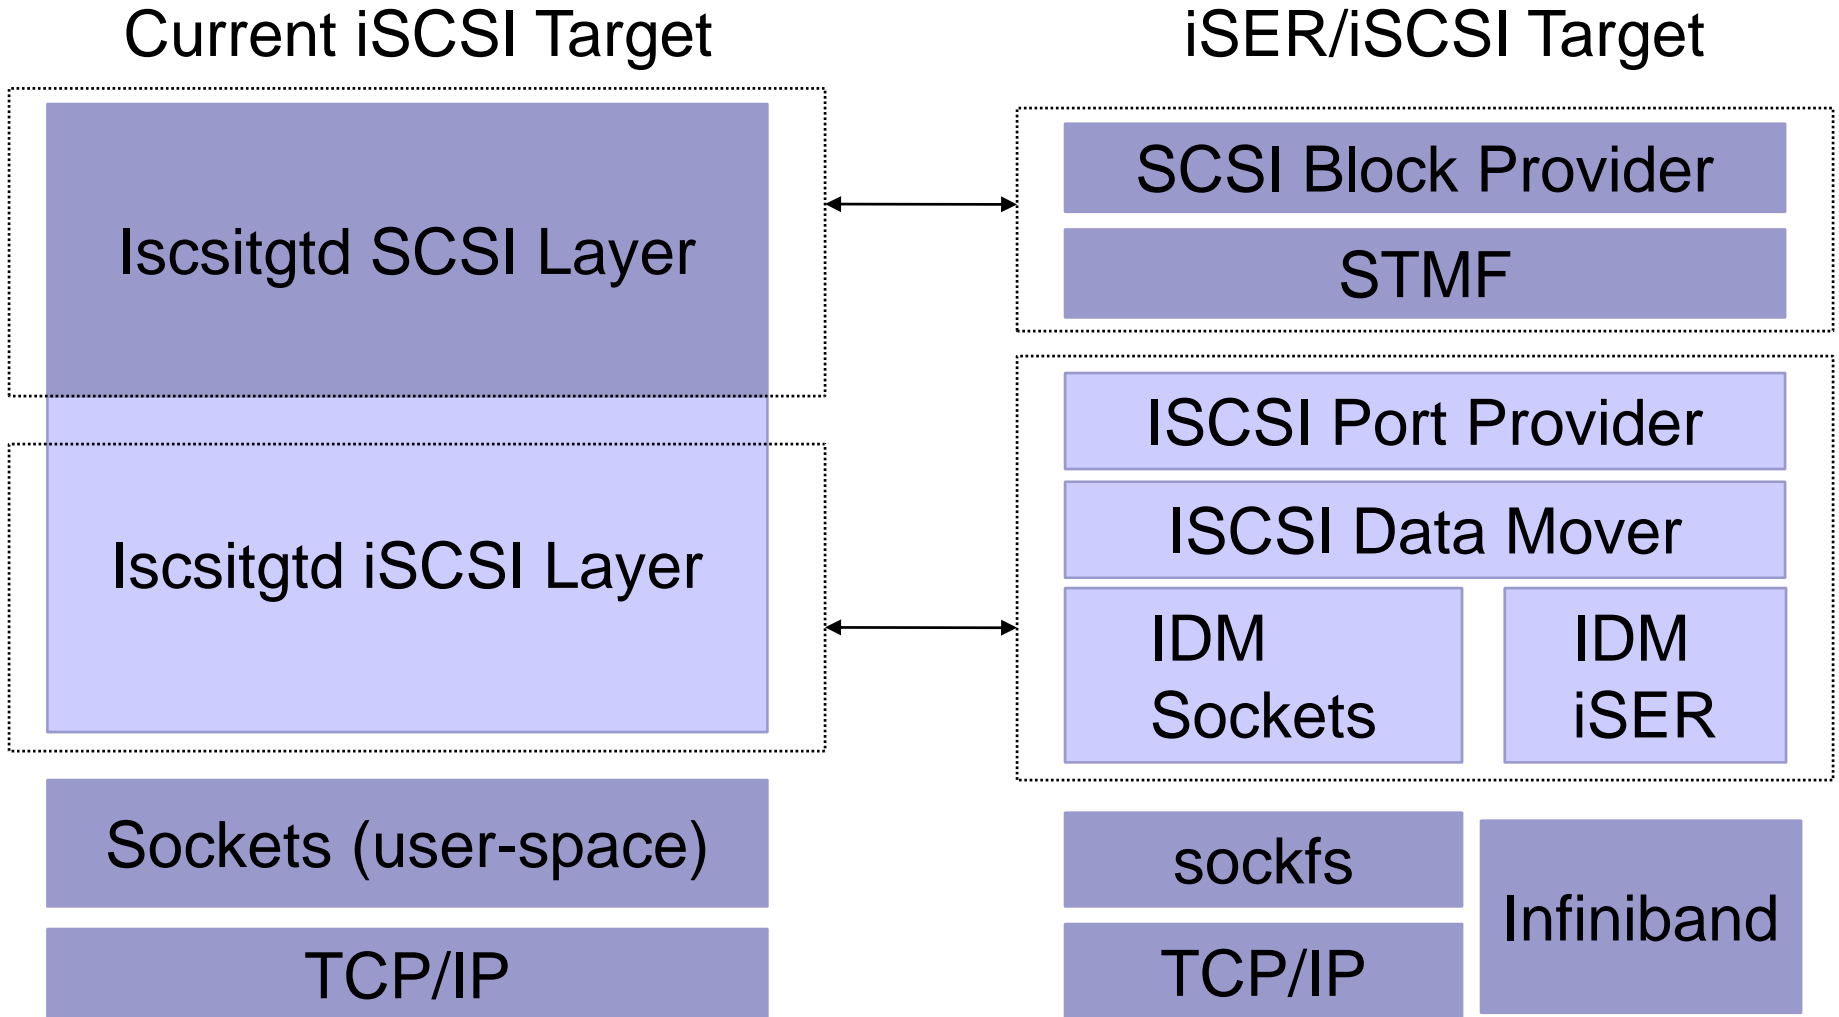 Current iSCSI Target
Iscsitgtd SCSI Layer
Iscsitgtd iSCSI Layer
Sockets (user-space)
TCP/IP
iSER/iSCSI Target
SCSI Block Provider
STMF
ISCSI Port Provider
ISCSI Data Mover
IDM
Sockets
IDM
iSER
sockfs
TCP/IP
Infiniband